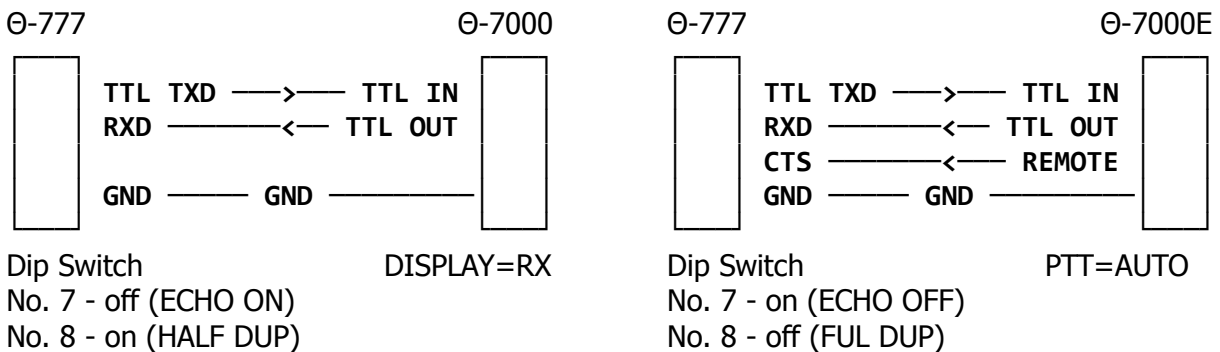 Θ-777 Θ-7000
TTL TXD ───>─── TTL IN
RXD ───────<── TTL OUT
GND ───── GND ─────────
Dip Switch DISPLAY=RX
No. 7 - off (ECHO ON)
No. 8 - on (HALF DUP)
Θ-777 Θ-7000E
TTL TXD ───>─── TTL IN
RXD ───────<── TTL OUT
CTS ───────<─── REMOTE
GND ───── GND ─────────
Dip Switch PTT=AUTO
No. 7 - on (ECHO OFF)
No. 8 - off (FUL DUP)